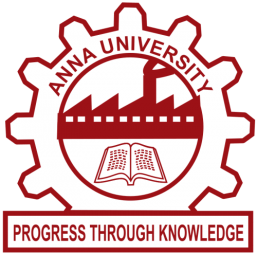 ANNA UNIVERSITY
PROGRESS THROUGH KNOWLEDGE